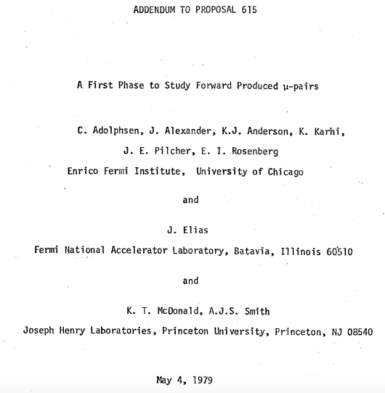 ADDENDUM TO PROPOSAL 615
A First Phase to Study Forward Produced μ-pairs
C. Adolphsen, J. Alexander, K.J. Anderson, K. Karhi,
J. E. Pilcher, E. I. Rosenberg
Enrico Fermi Institute, University of Chicago
and
J. Elias
Fermi National Accelerator Laboratory, Batavia, Illinois 60510
and
K. T. McDonald, A.J.S. Smith
Joseph Henry Laboratories, Princeton University, Princeton, NJ 08540
May 4, 1979